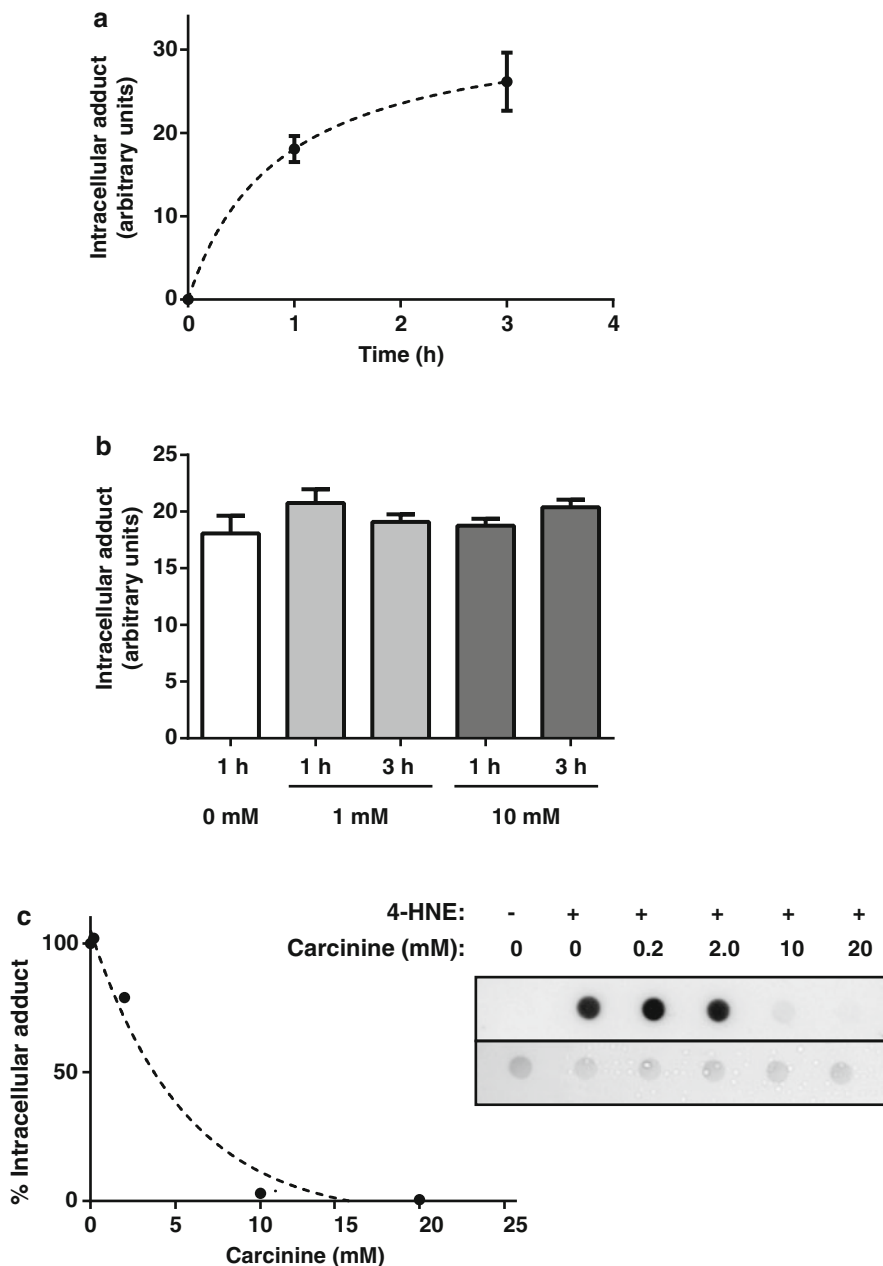 a
Intracellular adduct
(arbitrary units)
30
20
10
0
0 1 2 3 4
Time (h)
b
Intracellular adduct
(arbitrary units)
25
20
15
10
5
0
1 h 1 h 3 h 1 h 3 h
0 mM 1 mM 10 mM
c
% Intracellular adduct
100
50
0
0 5 10 15 20 25
Carcinine (mM)
4-HNE: - + + + + +
Carcinine (mM): 0 0 0.2 2.0 10 20